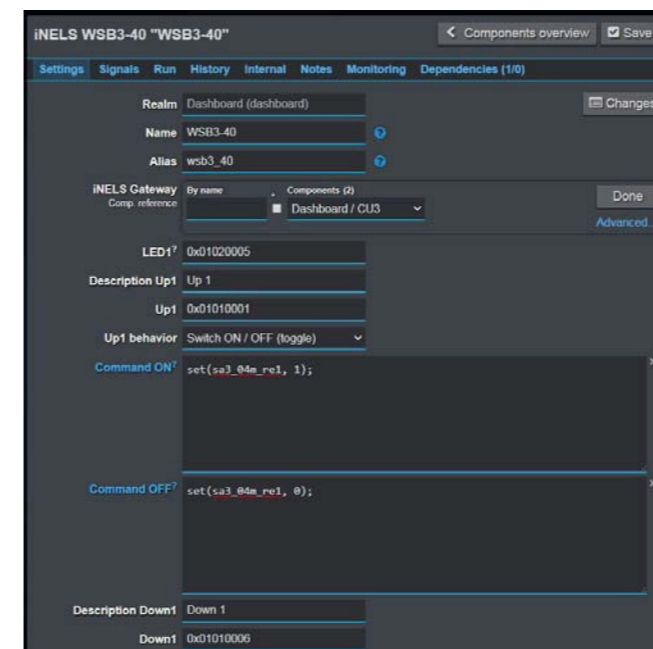 iNELS WSB3-40 "WSB3-40"
Components overview
Save
Settings Signals Run History Internal Notes Monitoring Dependencies (1/0)
Realm Dashboard (dashboard)
Changes
Name WSB3-40
Alias wsb3_40
iNELS Gateway By name Components (2)
Comp. reference Dashboard / CU3 Done
Advanced...
LED1? 0x01020005
Description Up1 Up 1
Up1 0x01010001
Up1 behavior Switch ON / OFF (toggle)
Command ON? set(sa3_04m_re1, 1);
Command OFF? set(sa3_04m_re1, 0);
Description Down1 Down 1
Down1 0x01010006